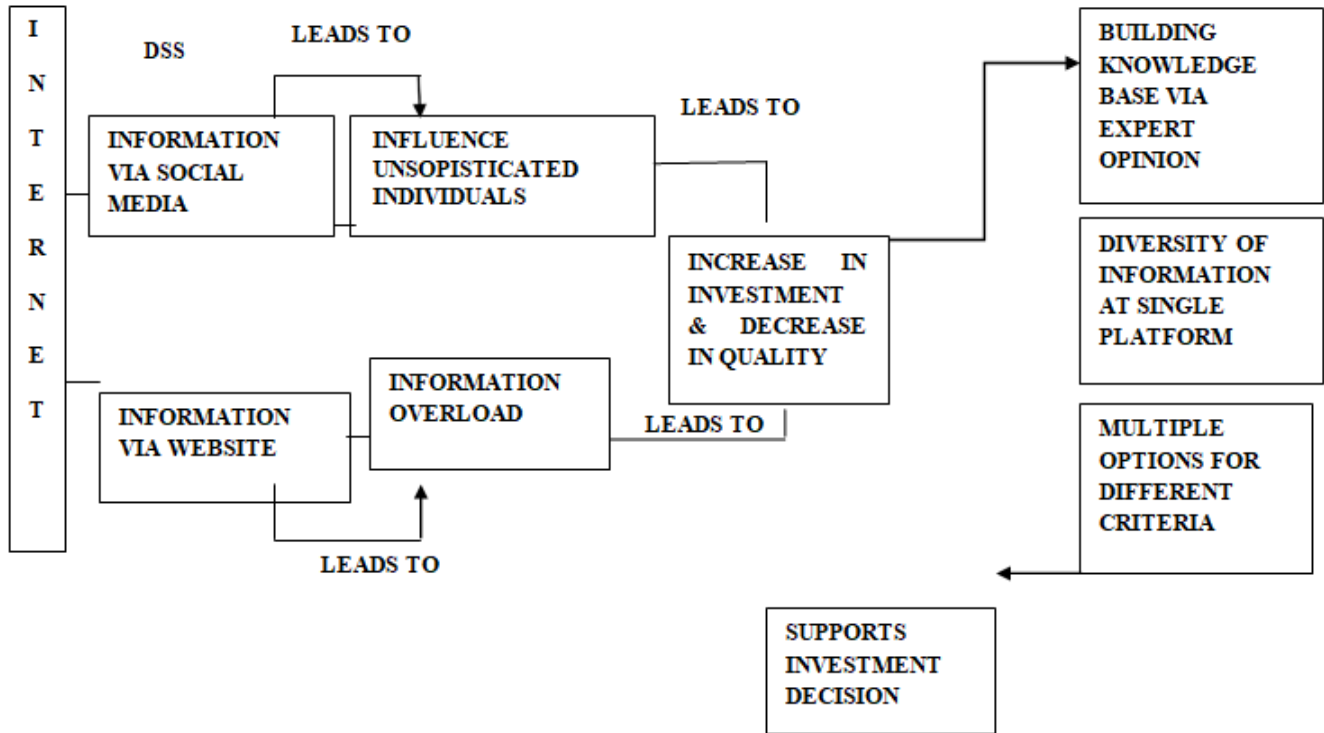 I
N
T
E
R
N
E
T
DSS
LEADS TO
INFORMATION
VIA SOCIAL
MEDIA
INFLUENCE
UNSOPISTICATED
INDIVIDUALS
LEADS TO
INFORMATION
VIA WEBSITE
INFORMATION
OVERLOAD
LEADS TO
LEADS TO
INCREASE IN
INVESTMENT
& DECREASE
IN QUALITY
BUILDING
KNOWLEDGE
BASE VIA
EXPERT
OPINION
DIVERSITY OF
INFORMATION
AT SINGLE
PLATFORM
MULTIPLE
OPTIONS FOR
DIFFERENT
CRITERIA
SUPPORTS
INVESTMENT
DECISION